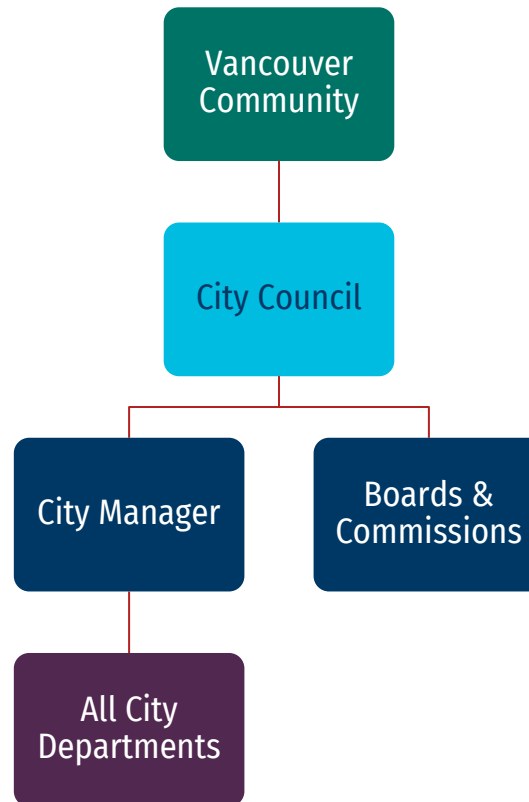 Vancouver
Community
City Council
City Manager
Boards &
Commissions
All City
Departments